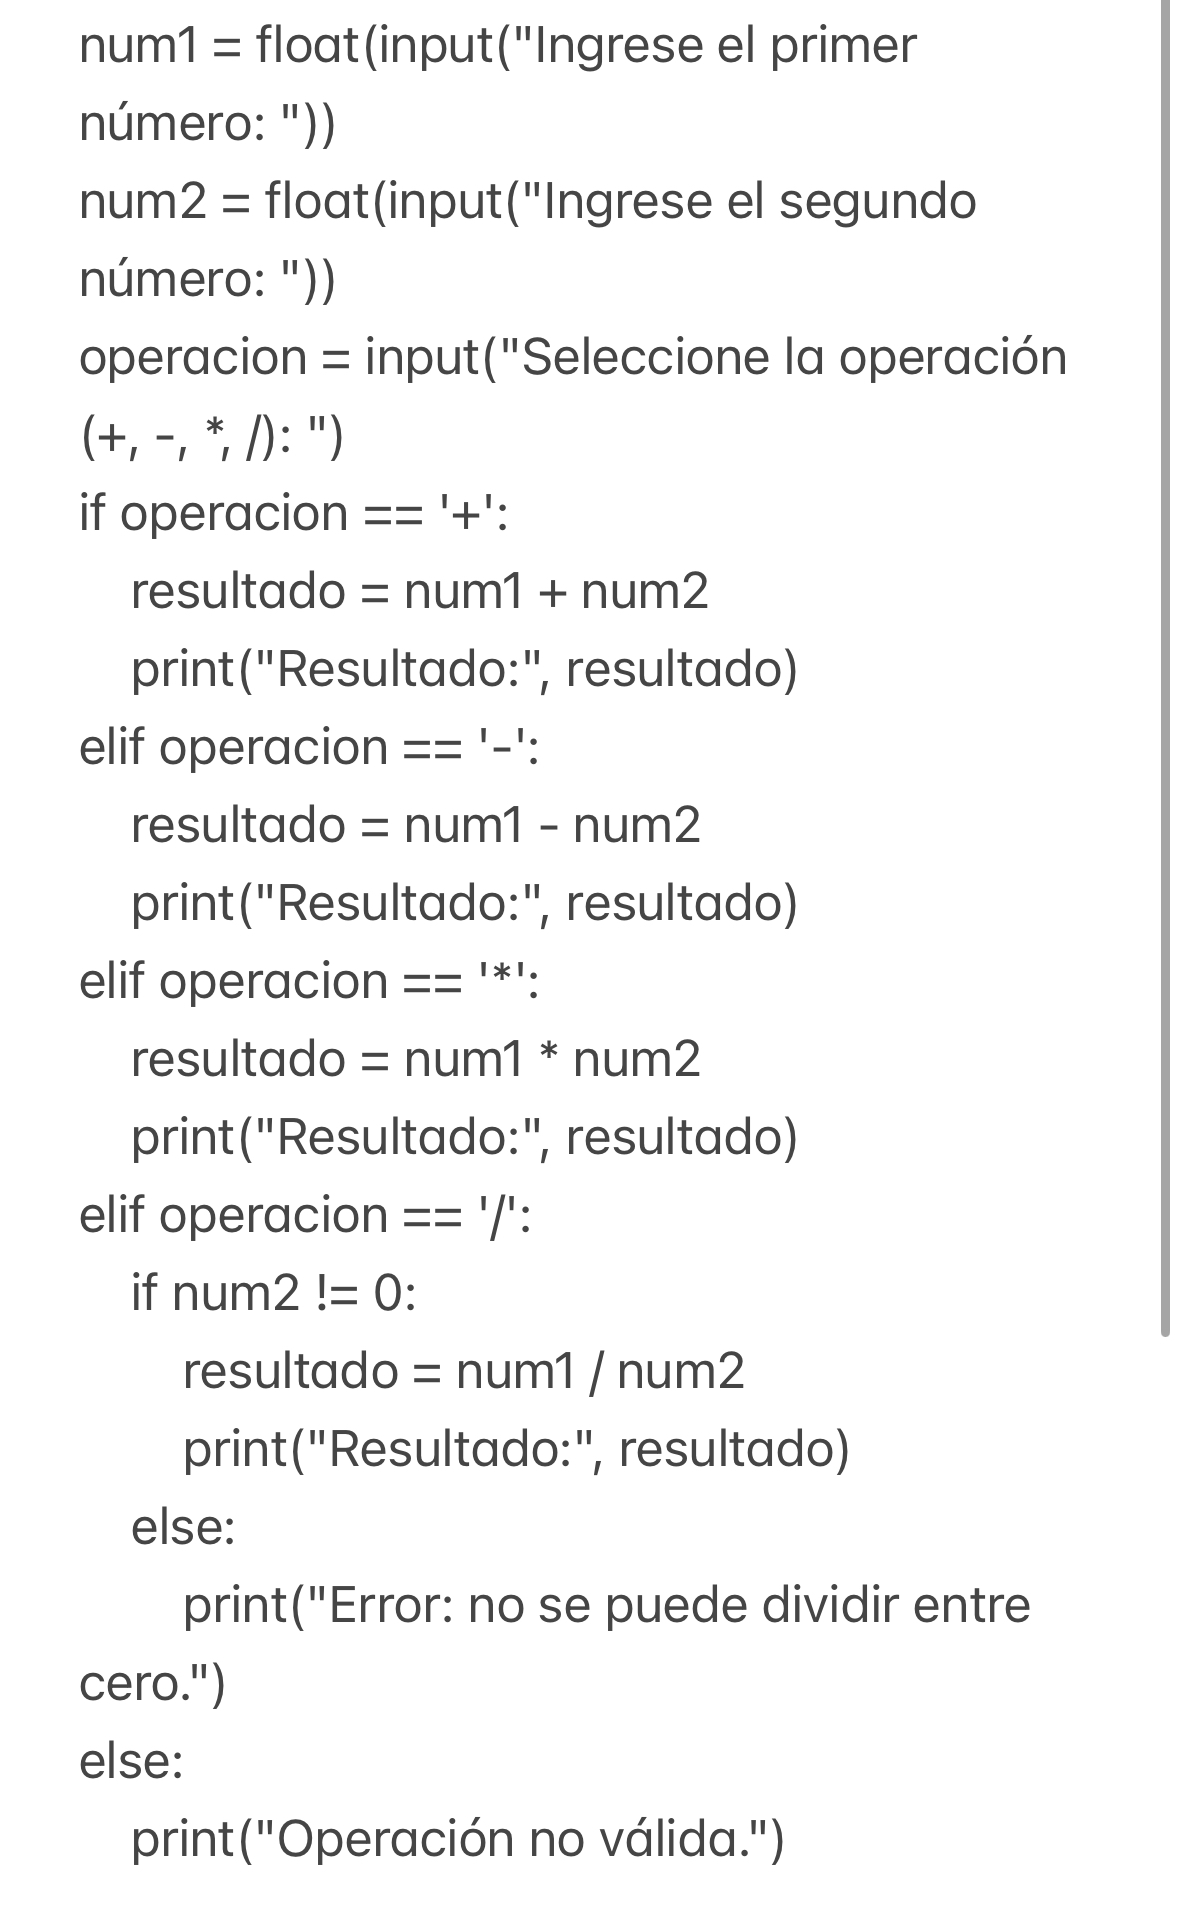 num1 = float(input("Ingrese el primer
número: "))
num2 = float(input("Ingrese el segundo
número: "))
operacion = input("Seleccione la operación
(+, -, *, /): ")
if operacion == '+':
    resultado = num1 + num2
    print("Resultado:", resultado)
elif operacion == '-':
    resultado = num1 - num2
    print("Resultado:", resultado)
elif operacion == '*':
    resultado = num1 * num2
    print("Resultado:", resultado)
elif operacion == '/':
    if num2 != 0:
        resultado = num1 / num2
        print("Resultado:", resultado)
    else:
        print("Error: no se puede dividir entre
cero.")
else:
    print("Operación no válida.")